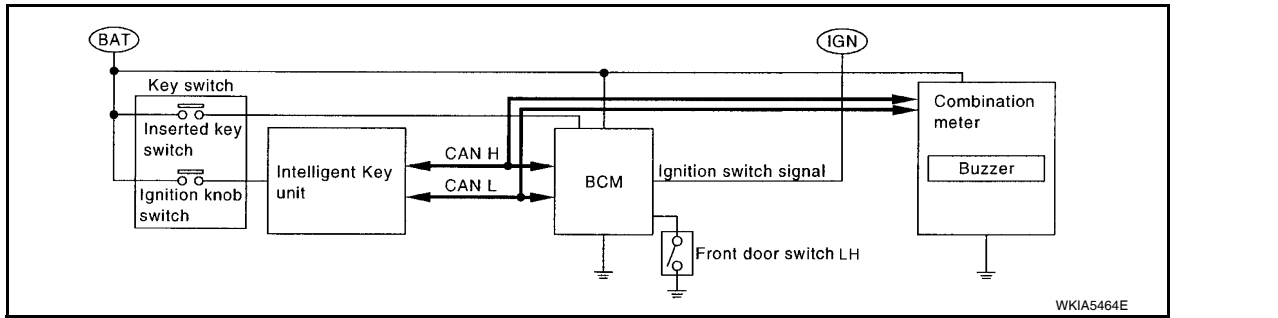 BAT
IGN
Key switch
Inserted key
switch
Ignition knob
switch
Intelligent Key
unit
CAN H
CAN L
BCM
Ignition switch signal
Front door switch LH
Combination
meter
Buzzer
WKIA5464E